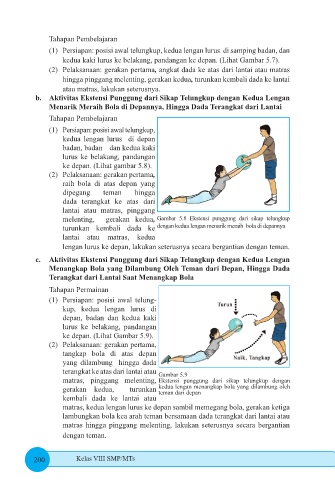 Tahapan Pembelajaran
(1) Persiapan: posisi awal telungkup, kedua lengan lurus di samping badan, dan
kedua kaki lurus ke belakang, pandangan ke depan. (Lihat Gambar 5.7).
(2) Pelaksanaan: gerakan pertama, angkat dada ke atas dari lantai atau matras
hingga pinggang melenting, gerakan kedua, turunkan kembali dada ke lantai
atau matras, lakukan seterusnya.
b. Aktivitas Ekstensi Punggung dari Sikap Telungkup dengan Kedua Lengan
Menarik Meraih Bola di Depannya, Hingga Dada Terangkat dari Lantai
Tahapan Pembelajaran
(1) Persiapan: posisi awal telungkup,
kedua lengan lurus di depan
badan, badan dan kedua kaki
lurus ke belakang, pandangan
ke depan. (Lihat gambar 5.8).
(2) Pelaksanaan: gerakan pertama,
raih bola di atas depan yang
dipegang teman hingga
dada terangkat ke atas dari
lantai atau matras, pinggang
melenting, gerakan kedua,
turunkan kembali dada ke
lantai atau matras, kedua
lengan lurus ke depan, lakukan seterusnya secara bergantian dengan teman.
Gambar 5.8 Ekstensi punggung dari sikap telungkup
dengan kedua lengan menarik meraih bola di depannya
c. Aktivitas Ekstensi Punggung dari Sikap Telungkup dengan Kedua Lengan
Menangkap Bola yang Dilambung Oleh Teman dari Depan, Hingga Dada
Terangkat dari Lantai Saat Menangkap Bola
Tahapan Permainan
(1) Persiapan: posisi awal telung-
kup, kedua lengan lurus di
depan, badan dan kedua kaki
lurus ke belakang, pandangan
ke depan. (Lihat Gambar 5.9).
(2) Pelaksanaan: gerakan pertama,
tangkap bola di atas depan
yang dilambung hingga dada
terangkat ke atas dari lantai atau
matras, pinggang melenting,
gerakan kedua, turunkan
kembali dada ke lantai atau
matras, kedua lengan lurus ke depan sambil memegang bola, gerakan ketiga
lambungkan bola kea arah teman bersamaan dada terangkat dari lantai atau
matras hingga pinggang melenting, lakukan seterusnya secara bergantian
dengan teman.
Turun
Naik, Tangkap
Gambar 5.9
Ekstensi punggung dari sikap telungkup dengan
kedua lengan menangkap bola yang dilambung oleh
teman dari depan
200 Kelas VIII SMP/MTs